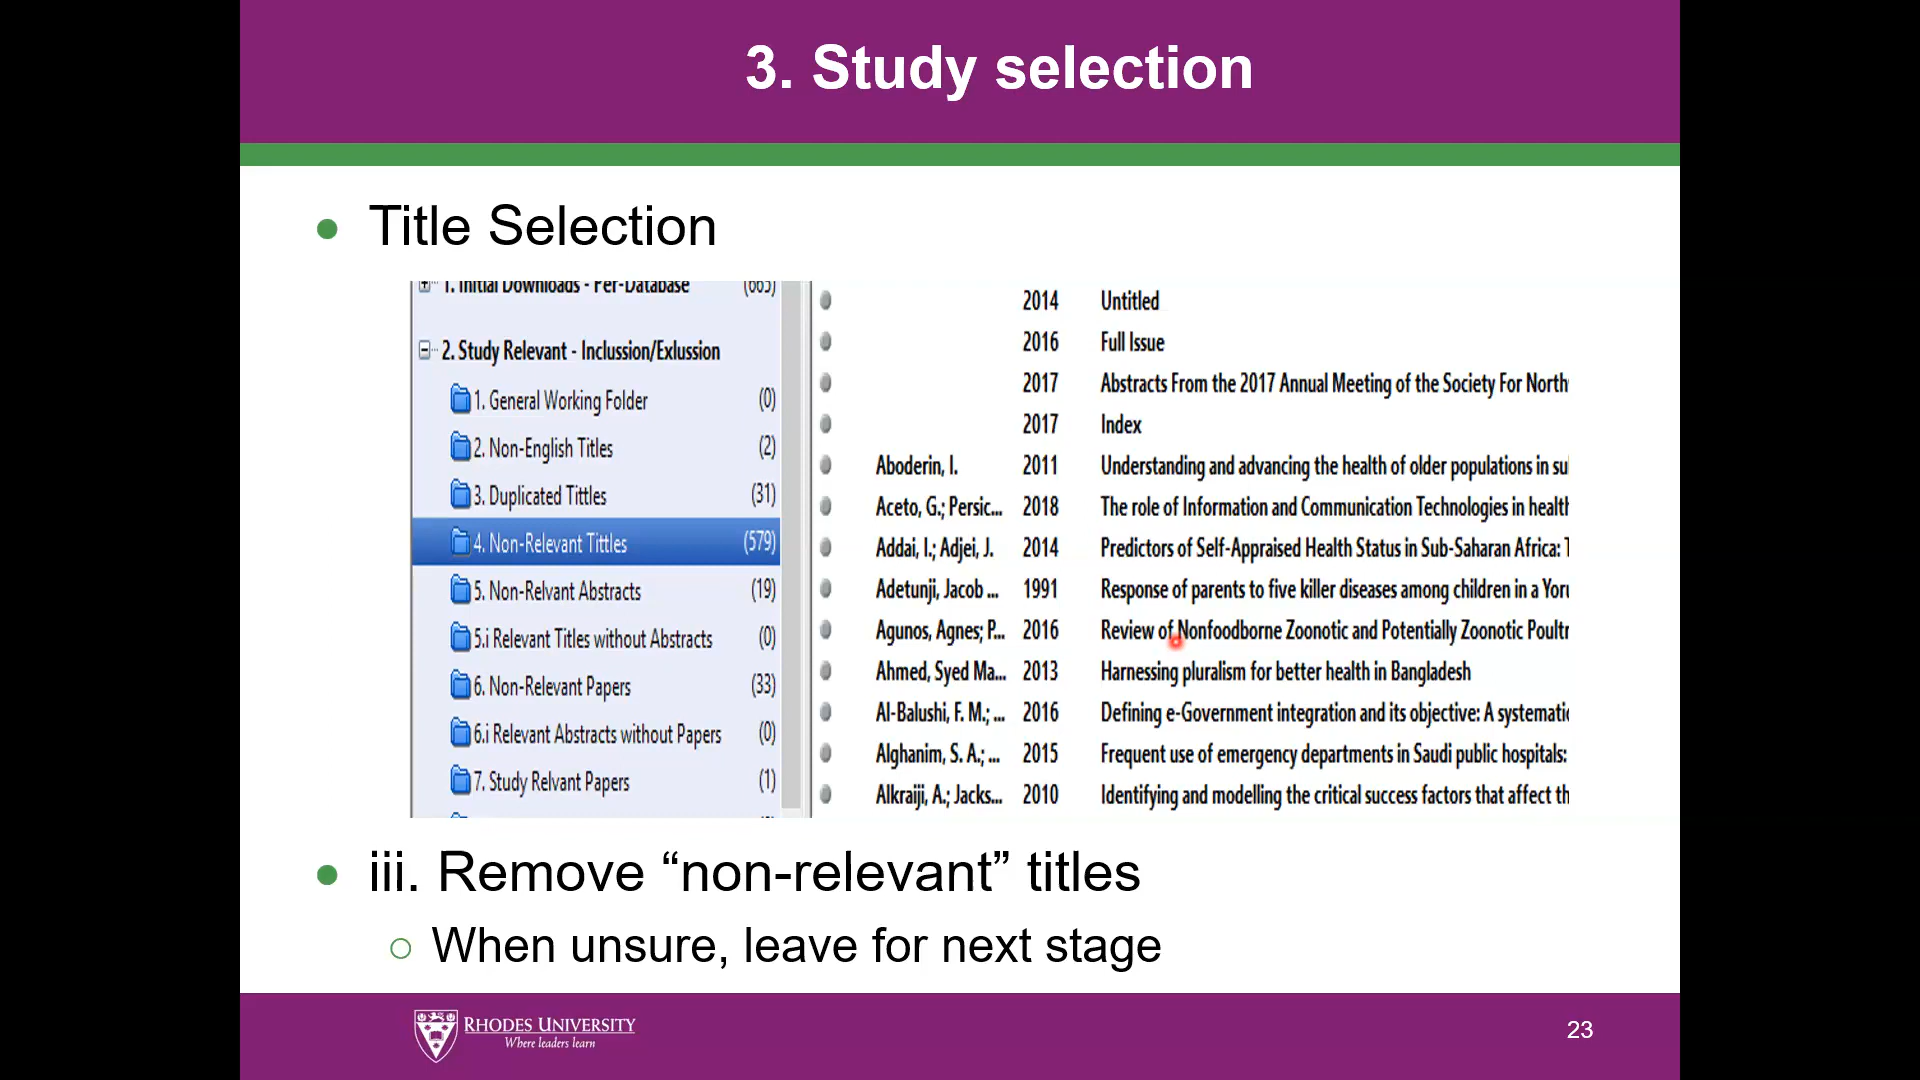 3. Study selection
Title Selection
1. Initial Downloads - Per-Database (665)
2. Study Relevant - Inclussion/Exlussion
1. General Working Folder (0)
2. Non-English Titles (2)
3. Duplicated Tittles (31)
4. Non-Relevant Tittles (579)
5. Non-Relvant Abstracts (19)
5.i Relevant Titles without Abstracts (0)
6. Non-Relevant Papers (33)
6.i Relevant Abstracts without Papers (0)
7. Study Relvant Papers (1)
2014 Untitled
2016 Full Issue
2017 Abstracts From the 2017 Annual Meeting of the Society For North
2017 Index
Aboderin, I. 2011 Understanding and advancing the health of older populations in su
Aceto, G.; Persic... 2018 The role of Information and Communication Technologies in healt
Addai, I.; Adjei, J. 2014 Predictors of Self-Appraised Health Status in Sub-Saharan Africa:
Adetunji, Jacob ... 1991 Response of parents to five killer diseases among children in a Yoru
Agunos, Agnes; P... 2016 Review of Nonfoodborne Zoonotic and Potentially Zoonotic Poultr
Ahmed, Syed Ma... 2013 Harnessing pluralism for better health in Bangladesh
Al-Balushi, F. M.; ... 2016 Defining e-Government integration and its objective: A systematic
Alghanim, S. A.; ... 2015 Frequent use of emergency departments in Saudi public hospitals:
Alkraiji, A.; Jacks... 2010 Identifying and modelling the critical success factors that affect th
iii. Remove “non-relevant” titles
When unsure, leave for next stage
RHODES UNIVERSITY
Where leaders learn
23